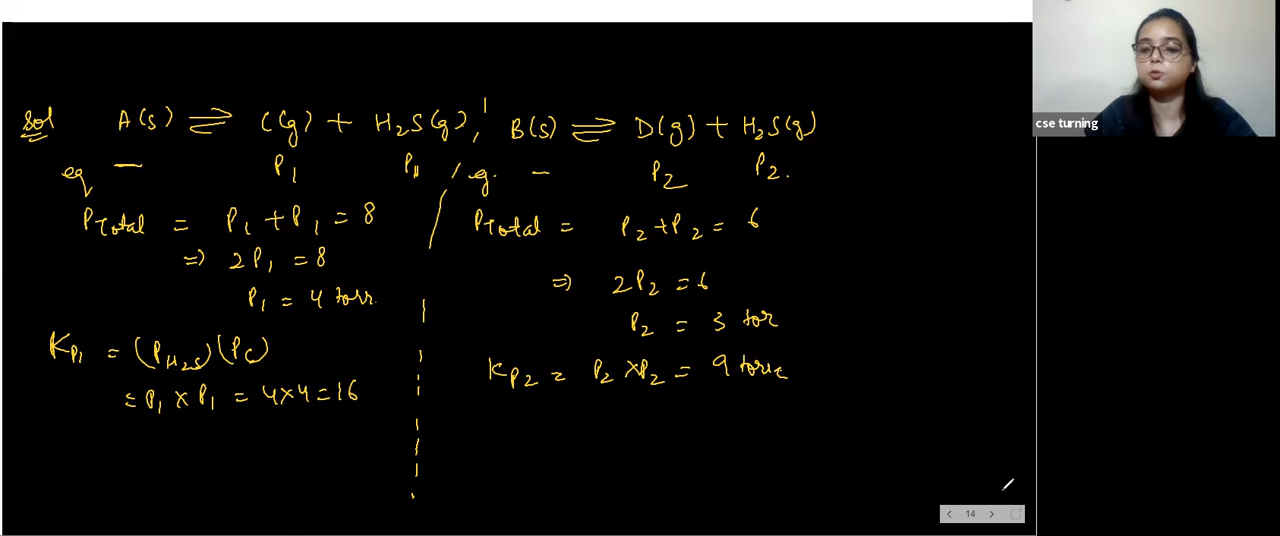 Sol A(s) ⇌ C(g) + H₂S(g), B(s) ⇌ D(g) + H₂S(g)
eq — P₁ P₁ / eq. — P₂ P₂.
PTotal = P₁ + P₁ = 8
⇒ 2P₁ = 8
P₁ = 4 torr.
KP₁ = (PH₂S)(PC)
= P₁ × P₁ = 4×4 = 16
PTotal = P₂ + P₂ = 6
⇒ 2P₂ = 6
P₂ = 3 tor
KP₂ = P₂ × P₂ = 9
cse turning
14